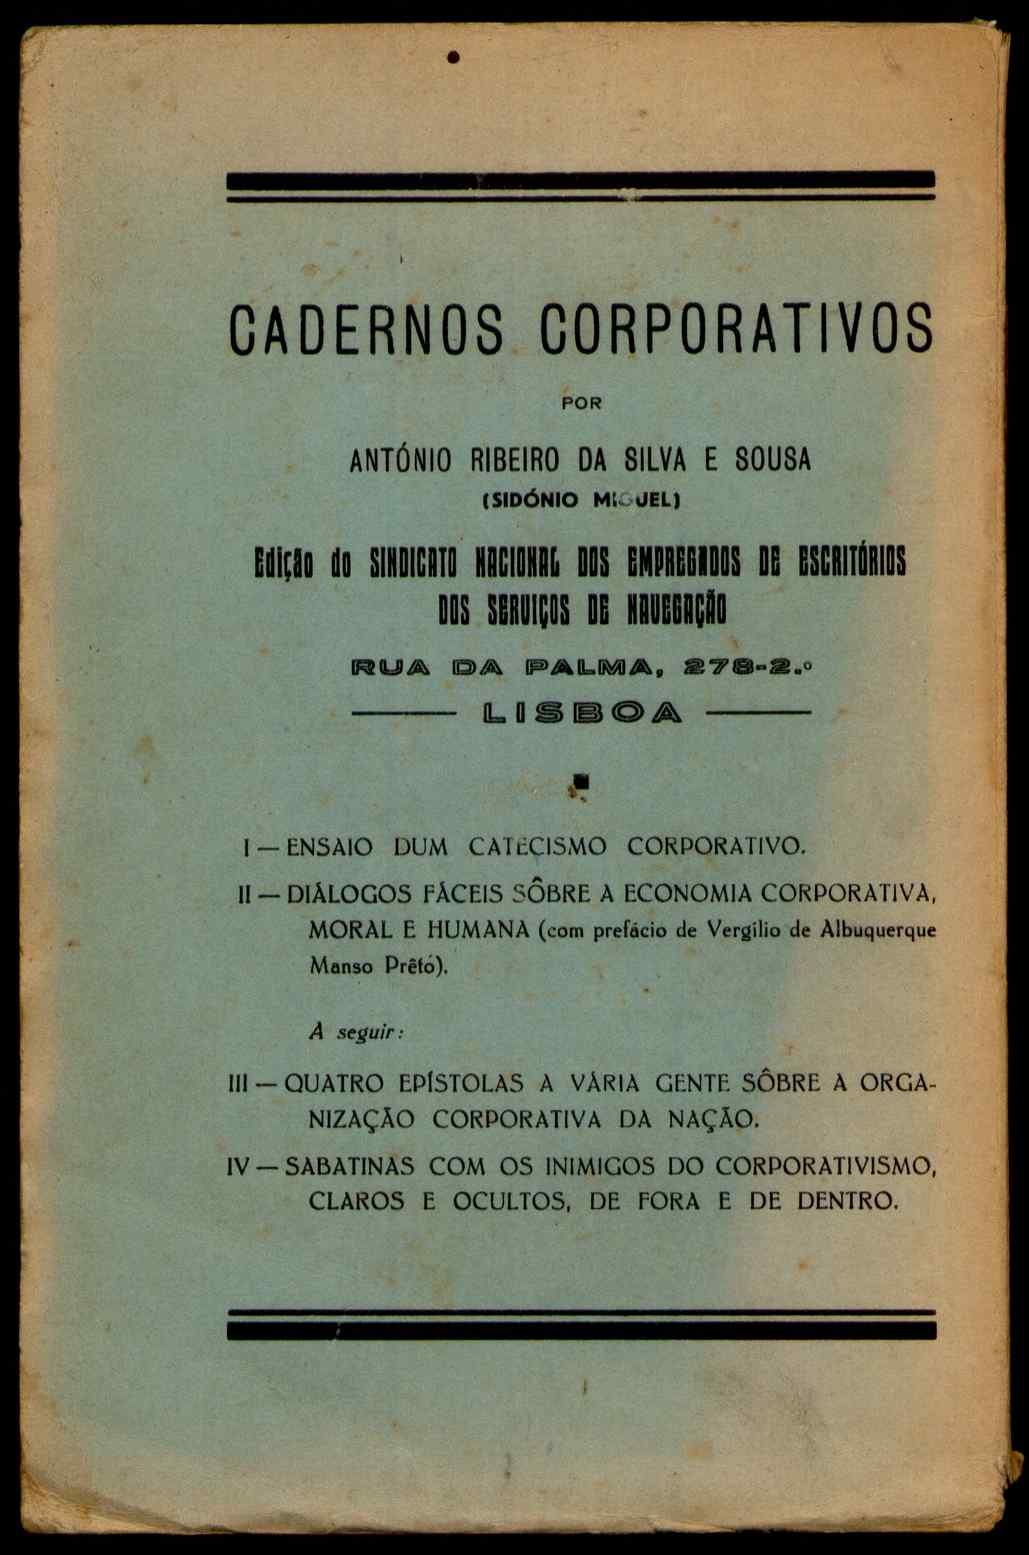 CADERNOS CORPORATIVOS
POR
ANTÓNIO RIBEIRO DA SILVA E SOUSA
(SIDÓNIO MIGUEL)
Edição do SINDICATO NACIONAL DOS EMPREGADOS DE ESCRITÓRIOS
DOS SERVIÇOS DE NAVEGAÇÃO
RUA DA PALMA, 278-2.º
LISBOA
I — ENSAIO DUM CATECISMO CORPORATIVO.
II — DIÁLOGOS FÁCEIS SÔBRE A ECONOMIA CORPORATIVA,
MORAL E HUMANA (com prefácio de Vergílio de Albuquerque
Manso Prêto).
A seguir:
III — QUATRO EPÍSTOLAS A VÁRIA GENTE SÔBRE A ORGA-
NIZAÇÃO CORPORATIVA DA NAÇÃO.
IV — SABATINAS COM OS INIMIGOS DO CORPORATIVISMO,
CLAROS E OCULTOS, DE FORA E DE DENTRO.